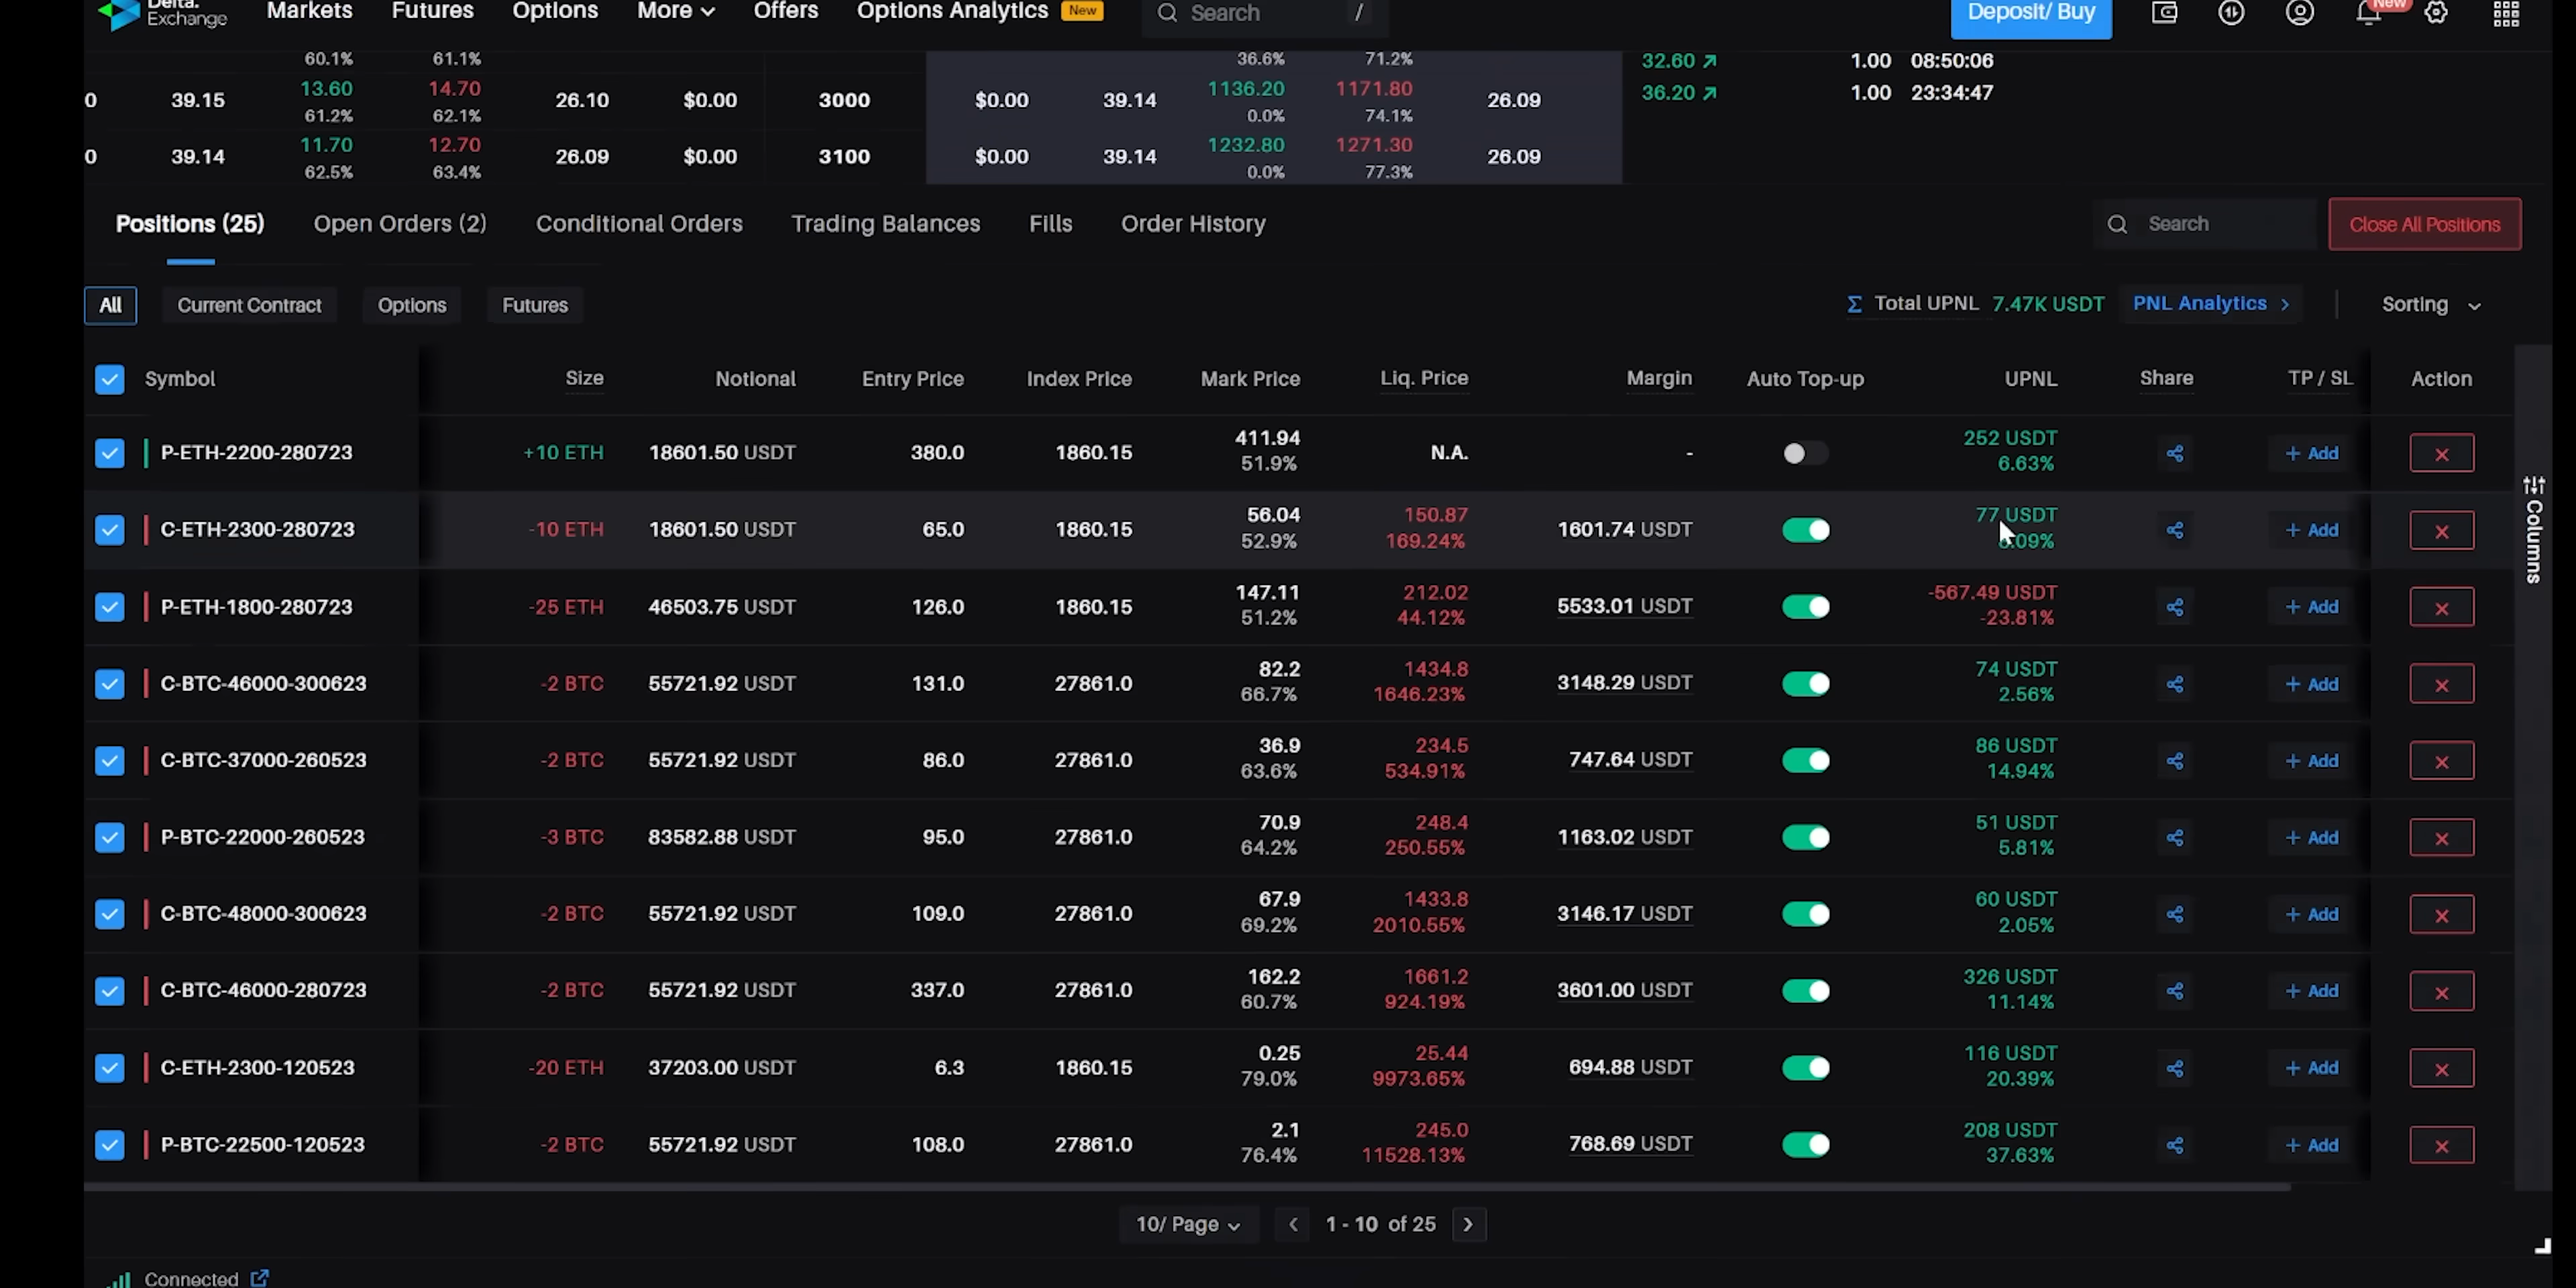 Delta. Exchange Markets Futures Options More Offers Options Analytics New Search / Deposit/ Buy New
60.1% 61.1% 36.6% 71.2% 32.60 ↗ 1.00 08:50:06
0 39.15 13.60 14.70 26.10 $0.00 3000 $0.00 39.14 1136.20 1171.80 26.09 36.20 ↗ 1.00 23:34:47
61.2% 62.1% 0.0% 74.1%
0 39.14 11.70 12.70 26.09 $0.00 3100 $0.00 39.14 1232.80 1271.30 26.09
62.5% 63.4% 0.0% 77.3%
Positions (25) Open Orders (2) Conditional Orders Trading Balances Fills Order History Search Close All Positions
All Current Contract Options Futures Σ Total UPNL 7.47K USDT PNL Analytics > Sorting
Symbol Size Notional Entry Price Index Price Mark Price Liq. Price Margin Auto Top-up UPNL Share TP / SL Action
P-ETH-2200-280723 +10 ETH 18601.50 USDT 380.0 1860.15 411.94 N.A. - 252 USDT + Add
51.9% 6.63%
C-ETH-2300-280723 -10 ETH 18601.50 USDT 65.0 1860.15 56.04 150.87 1601.74 USDT 77 USDT + Add
52.9% 169.24%
P-ETH-1800-280723 -25 ETH 46503.75 USDT 126.0 1860.15 147.11 212.02 5533.01 USDT -567.49 USDT + Add
51.2% 44.12% -23.81%
C-BTC-46000-300623 -2 BTC 55721.92 USDT 131.0 27861.0 82.2 1434.8 3148.29 USDT 74 USDT + Add
66.7% 1646.23% 2.56%
C-BTC-37000-260523 -2 BTC 55721.92 USDT 86.0 27861.0 36.9 234.5 747.64 USDT 86 USDT + Add
63.6% 534.91% 14.94%
P-BTC-22000-260523 -3 BTC 83582.88 USDT 95.0 27861.0 70.9 248.4 1163.02 USDT 51 USDT + Add
64.2% 250.55% 5.81%
C-BTC-48000-300623 -2 BTC 55721.92 USDT 109.0 27861.0 67.9 1433.8 3146.17 USDT 60 USDT + Add
69.2% 2010.55% 2.05%
C-BTC-46000-280723 -2 BTC 55721.92 USDT 337.0 27861.0 162.2 1661.2 3601.00 USDT 326 USDT + Add
60.7% 924.19% 11.14%
C-ETH-2300-120523 -20 ETH 37203.00 USDT 6.3 1860.15 0.25 25.44 694.88 USDT 116 USDT + Add
79.0% 9973.65% 20.39%
P-BTC-22500-120523 -2 BTC 55721.92 USDT 108.0 27861.0 2.1 245.0 768.69 USDT 208 USDT + Add
76.4% 11528.13% 37.63%
Columns
10/ Page < 1 - 10 of 25 >
Connected